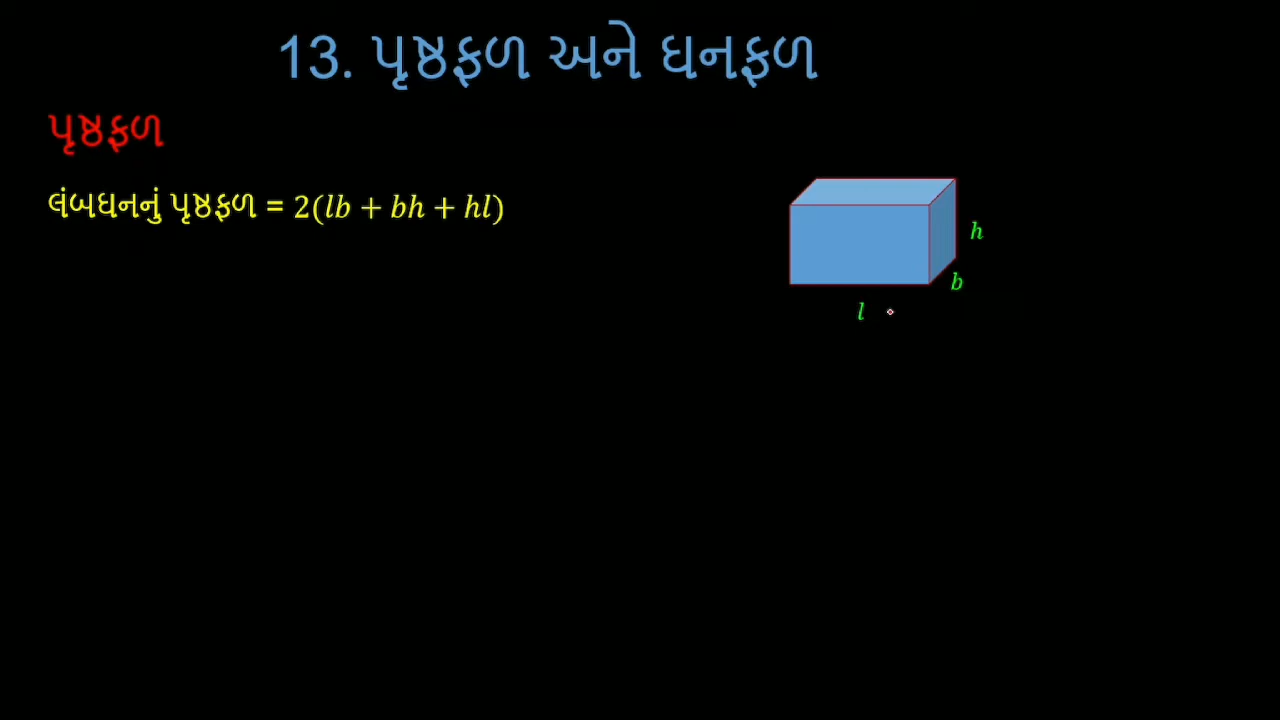 13. પૃષ્ઠફળ અને ઘનફળ
પૃષ્ઠફળ
લંબઘનનું પૃષ્ઠફળ = 2(lb + bh + hl)
h
b
l